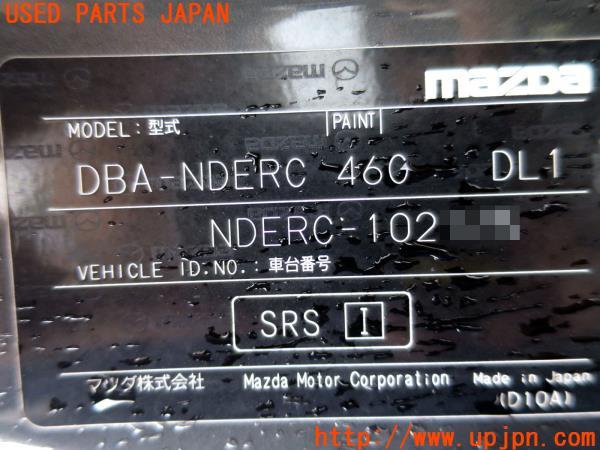 USED PARTS JAPAN
mazda
MODEL:型式 PAINT
DBA-NDERC 46G DL1
NDERC-102
VEHICLE ID.NO.:車台番号
SRS I
マツダ株式会社 Mazda Motor Corporation Made in Japan
(D10A)
http://www.upjpn.com/